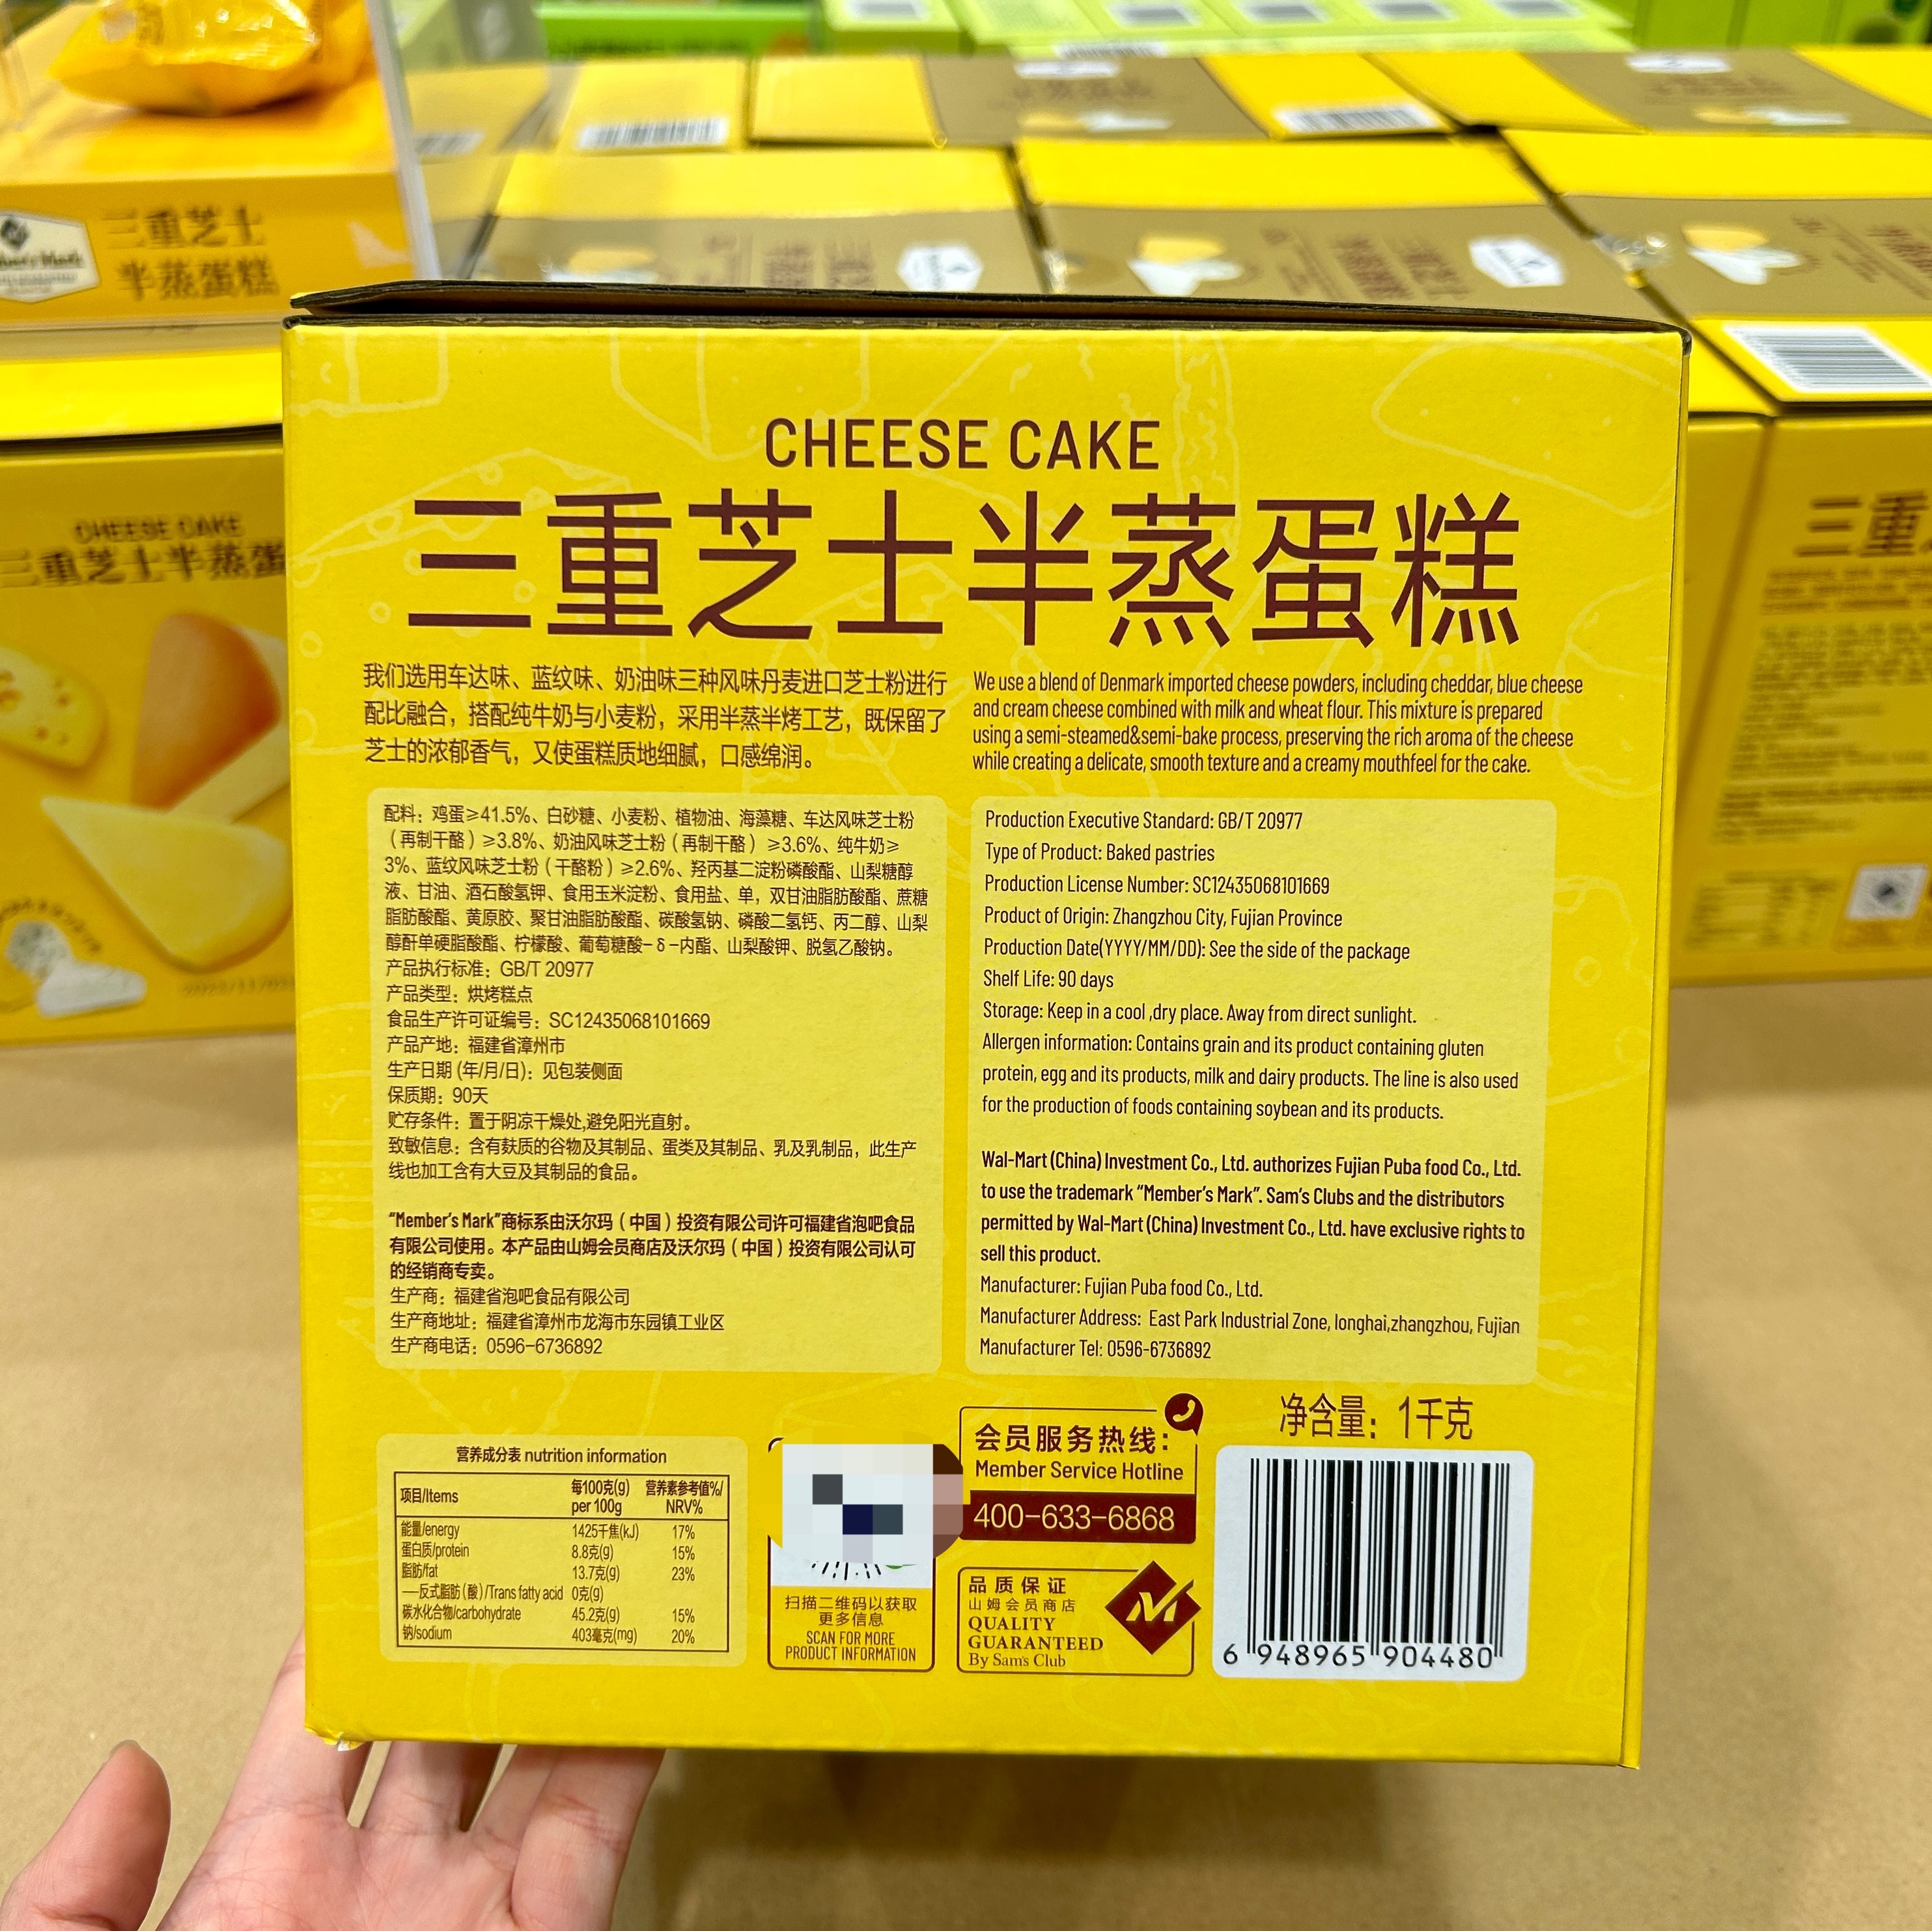 三重芝士
半蒸蛋糕
CHEESE CAKE
三重芝士半蒸蛋
三重
CHEESE CAKE
三重芝士半蒸蛋糕
我们选用车达味、蓝纹味、奶油味三种风味丹麦进口芝士粉进行
配比融合，搭配纯牛奶与小麦粉，采用半蒸半烤工艺，既保留了
芝士的浓郁香气，又使蛋糕质地细腻，口感绵润。
We use a blend of Denmark imported cheese powders, including cheddar, blue cheese
and cream cheese combined with milk and wheat flour. This mixture is prepared
using a semi-steamed&semi-bake process, preserving the rich aroma of the cheese
while creating a delicate, smooth texture and a creamy mouthfeel for the cake.
配料：鸡蛋≥41.5%、白砂糖、小麦粉、植物油、海藻糖、车达风味芝士粉
（再制干酪）≥3.8%、奶油风味芝士粉（再制干酪）≥3.6%、纯牛奶≥
3%、蓝纹风味芝士粉（干酪粉）≥2.6%、羟丙基二淀粉磷酸酯、山梨糖醇
液、甘油、酒石酸氢钾、食用玉米淀粉、食用盐、单，双甘油脂肪酸酯、蔗糖
脂肪酸酯、黄原胶、聚甘油脂肪酸酯、碳酸氢钠、磷酸二氢钙、丙二醇、山梨
醇酐单硬脂酸酯、柠檬酸、葡萄糖酸-δ-内酯、山梨酸钾、脱氢乙酸钠。
产品执行标准：GB/T 20977
产品类型：烘烤糕点
食品生产许可证编号：SC12435068101669
产品产地：福建省漳州市
生产日期 (年/月/日)：见包装侧面
保质期：90天
贮存条件：置于阴凉干燥处,避免阳光直射。
致敏信息：含有麸质的谷物及其制品、蛋类及其制品、乳及乳制品，此生产
线也加工含有大豆及其制品的食品。
“Member's Mark”商标系由沃尔玛（中国）投资有限公司许可福建省泡吧食品
有限公司使用。本产品由山姆会员商店及沃尔玛（中国）投资有限公司认可
的经销商专卖。
生产商：福建省泡吧食品有限公司
生产商地址：福建省漳州市龙海市东园镇工业区
生产商电话：0596-6736892
Production Executive Standard: GB/T 20977
Type of Product: Baked pastries
Production License Number: SC12435068101669
Product of Origin: Zhangzhou City, Fujian Province
Production Date(YYYY/MM/DD): See the side of the package
Shelf Life: 90 days
Storage: Keep in a cool ,dry place. Away from direct sunlight.
Allergen information: Contains grain and its product containing gluten
protein, egg and its products, milk and dairy products. The line is also used
for the production of foods containing soybean and its products.
Wal-Mart (China) Investment Co., Ltd. authorizes Fujian Puba food Co., Ltd.
to use the trademark “Member's Mark”. Sam's Clubs and the distributors
permitted by Wal-Mart (China) Investment Co., Ltd. have exclusive rights to
sell this product.
Manufacturer: Fujian Puba food Co., Ltd.
Manufacturer Address: East Park Industrial Zone, longhai,zhangzhou, Fujian
Manufacturer Tel: 0596-6736892
营养成分表 nutrition information
项目/Items 每100克(g) per 100g 营养素参考值%/ NRV%
能量/energy 1425千焦(kJ) 17%
蛋白质/protein 8.8克(g) 15%
脂肪/fat 13.7克(g) 23%
——反式脂肪（酸）/Trans fatty acid 0克(g)
碳水化合物/carbohydrate 45.2克(g) 15%
钠/sodium 403毫克(mg) 20%
扫描二维码以获取
更多信息
SCAN FOR MORE
PRODUCT INFORMATION
会员服务热线：
Member Service Hotline
400-633-6868
品质保证
山姆会员商店
QUALITY
GUARANTEED
By Sam's Club
净含量：1千克
6 948965 904480